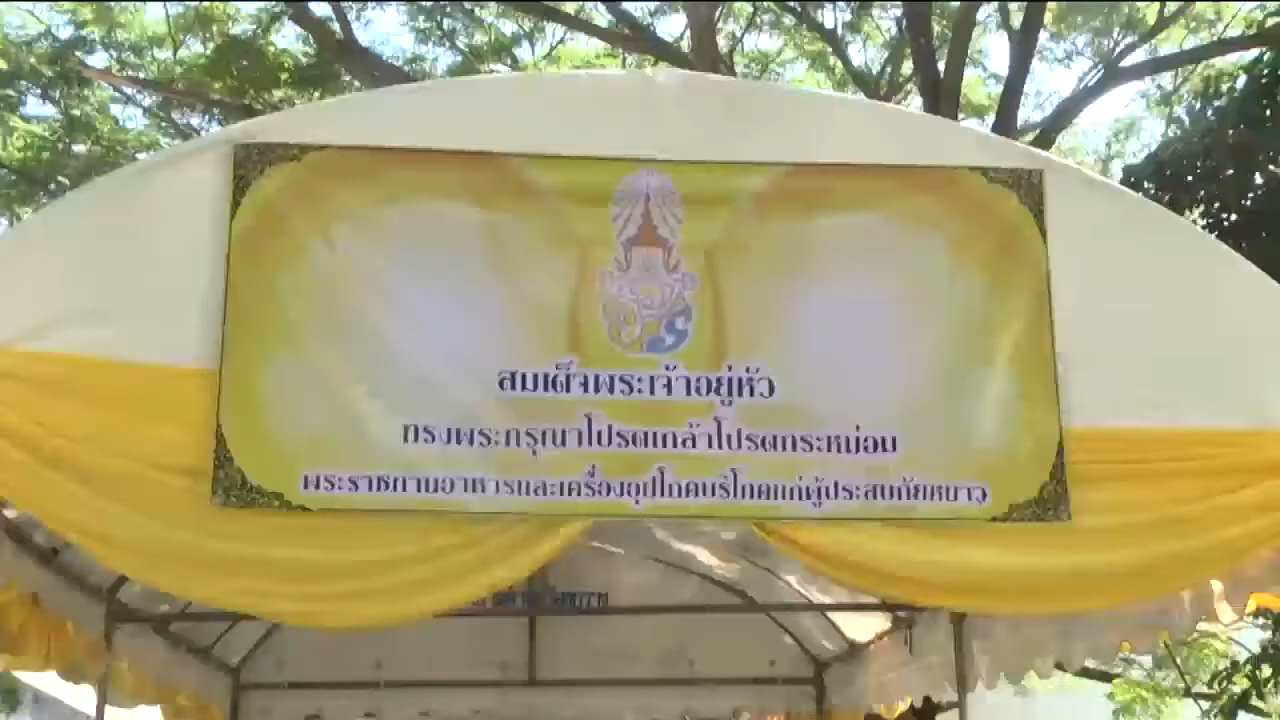 สมเด็จพระเจ้าอยู่หัว
ทรงพระกรุณาโปรดเกล้าโปรดกระหม่อม
พระราชทานอาหารและเครื่องอุปโภคบริโภคแก่ผู้ประสบภัยหนาว